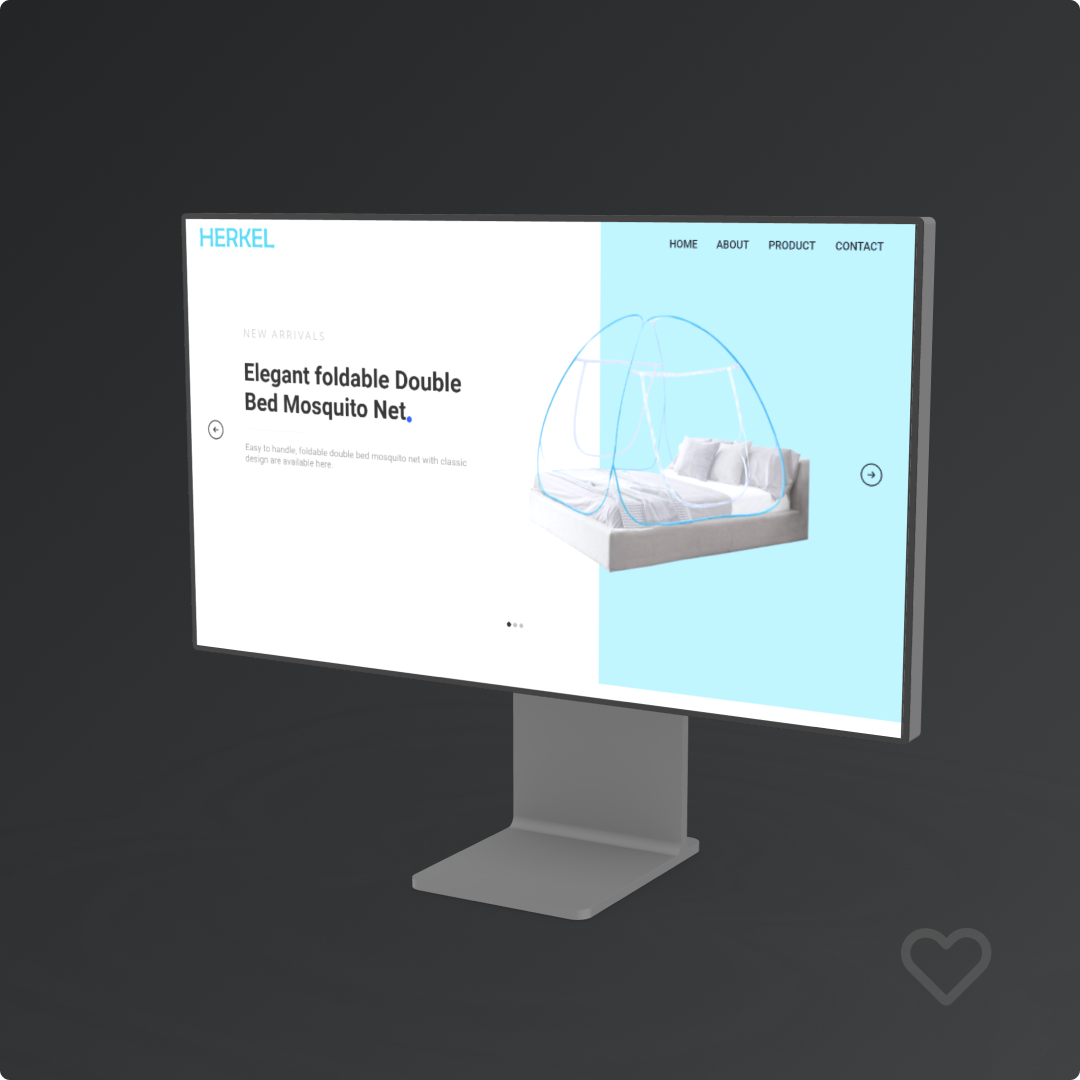 HERKEL
HOME ABOUT PRODUCT CONTACT
NEW ARRIVALS
Elegant foldable Double
Bed Mosquito Net.
Easy to handle, foldable double bed mosquito net with classic
design are available here.